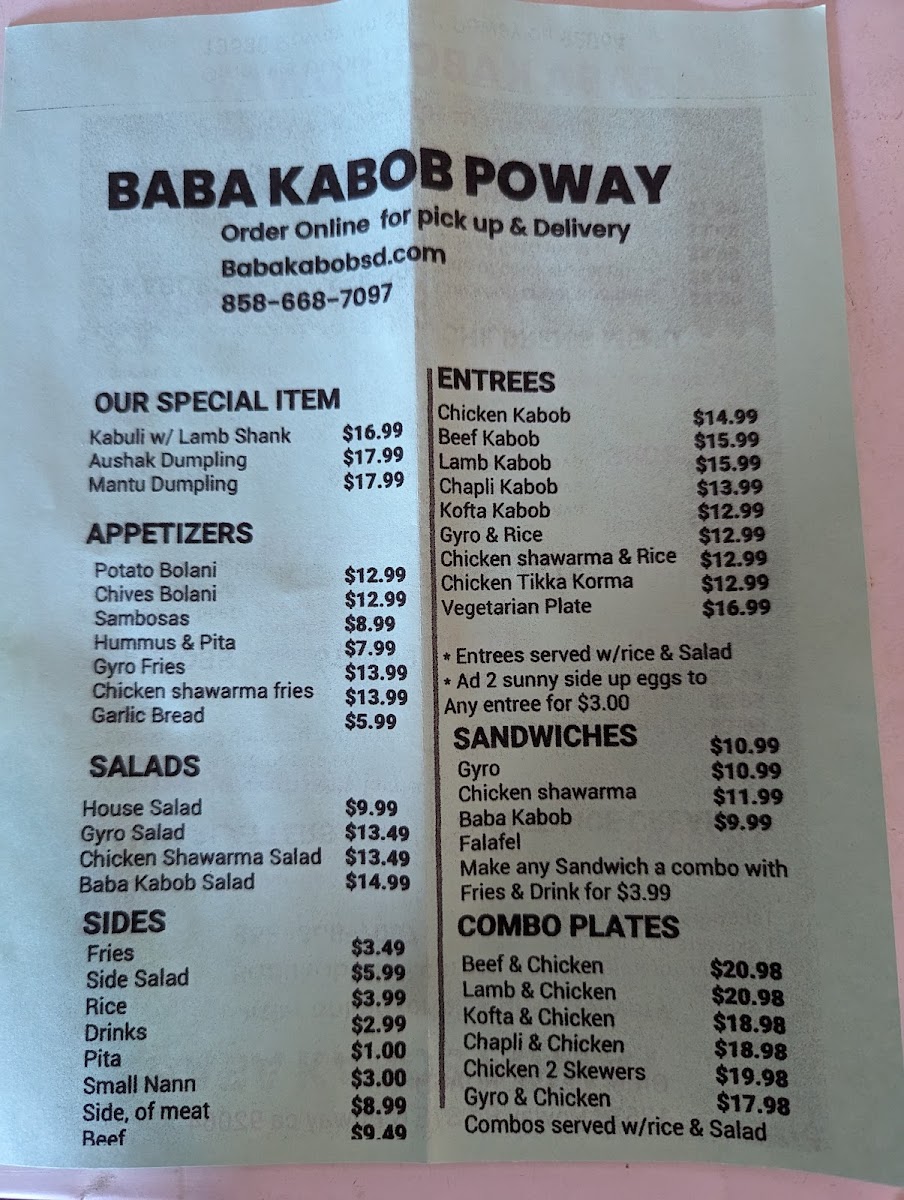 BABA KABOB POWAY
Order Online for pick up & Delivery
Babakabobsd.com
858-668-7097
OUR SPECIAL ITEM
Kabuli w/ Lamb Shank $16.99
Aushak Dumpling $17.99
Mantu Dumpling $17.99
APPETIZERS
Potato Bolani $12.99
Chives Bolani $12.99
Sambosas $8.99
Hummus & Pita $7.99
Gyro Fries $13.99
Chicken shawarma fries $13.99
Garlic Bread $5.99
SALADS
House Salad $9.99
Gyro Salad $13.49
Chicken Shawarma Salad $13.49
Baba Kabob Salad $14.99
SIDES
Fries $3.49
Side Salad $5.99
Rice $3.99
Drinks $2.99
Pita $1.00
Small Nann $3.00
Side, of meat $8.99
Beef $9.49
ENTREES
Chicken Kabob $14.99
Beef Kabob $15.99
Lamb Kabob $15.99
Chapli Kabob $13.99
Kofta Kabob $12.99
Gyro & Rice $12.99
Chicken shawarma & Rice $12.99
Chicken Tikka Korma $12.99
Vegetarian Plate $16.99
* Entrees served w/rice & Salad
* Ad 2 sunny side up eggs to
Any entree for $3.00
SANDWICHES
Gyro $10.99
Chicken shawarma $10.99
Baba Kabob $11.99
Falafel $9.99
Make any Sandwich a combo with
Fries & Drink for $3.99
COMBO PLATES
Beef & Chicken $20.98
Lamb & Chicken $20.98
Kofta & Chicken $18.98
Chapli & Chicken $18.98
Chicken 2 Skewers $19.98
Gyro & Chicken $17.98
Combos served w/rice & Salad